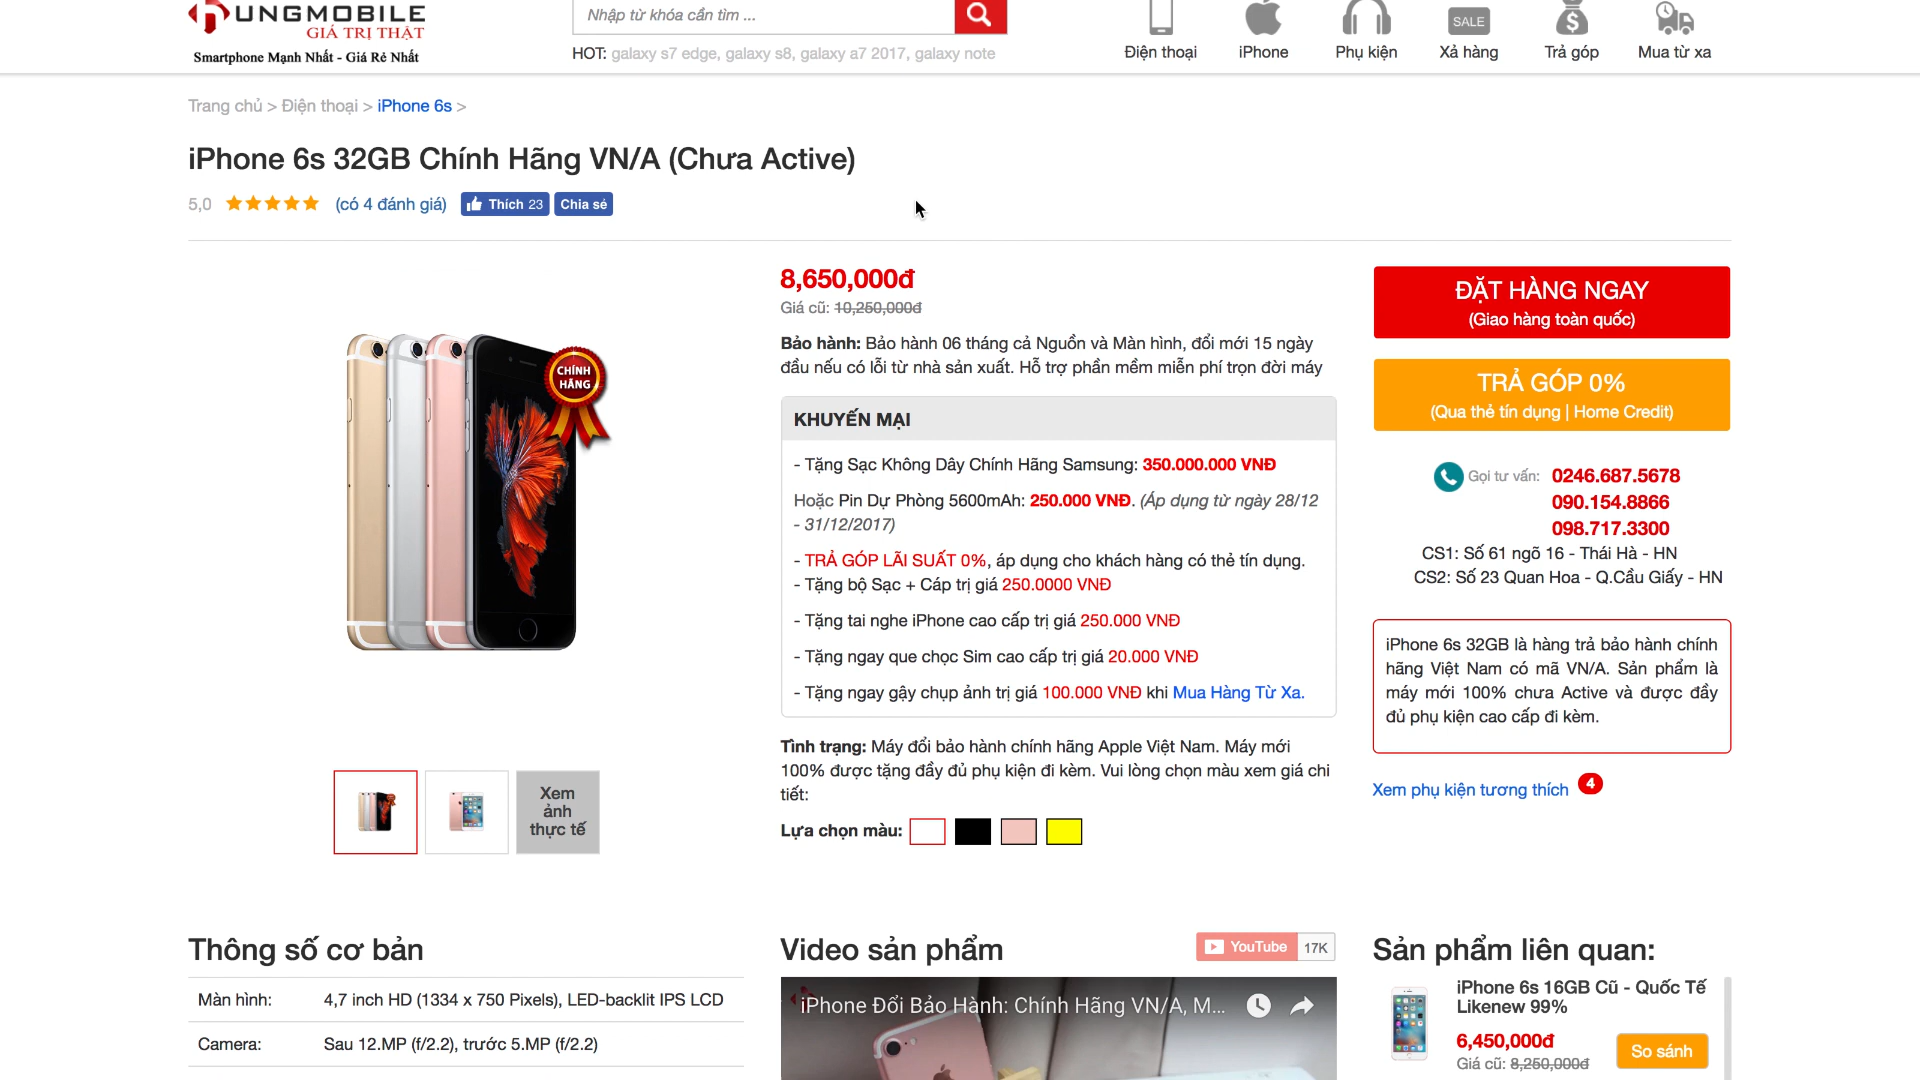 UNGMOBILE
GIÁ TRỊ THẬT
Smartphone Mạnh Nhất - Giá Rẻ Nhất
Nhập từ khóa cần tìm ...
HOT: galaxy s7 edge, galaxy s8, galaxy a7 2017, galaxy note
Điện thoại
iPhone
Phụ kiện
SALE
Xả hàng
Trả góp
Mua từ xa
Trang chủ > Điện thoại > iPhone 6s >
iPhone 6s 32GB Chính Hãng VN/A (Chưa Active)
5,0 (có 4 đánh giá) Thích 23 Chia sẻ
CHÍNH
HÃNG
Xem
ảnh
thực tế
8,650,000đ
Giá cũ: 10,250,000đ
Bảo hành: Bảo hành 06 tháng cả Nguồn và Màn hình, đổi mới 15 ngày
đầu nếu có lỗi từ nhà sản xuất. Hỗ trợ phần mềm miễn phí trọn đời máy
KHUYẾN MẠI
- Tặng Sạc Không Dây Chính Hãng Samsung: 350.000.000 VNĐ
Hoặc Pin Dự Phòng 5600mAh: 250.000 VNĐ. (Áp dụng từ ngày 28/12
- 31/12/2017)
- TRẢ GÓP LÃI SUẤT 0%, áp dụng cho khách hàng có thẻ tín dụng.
- Tặng bộ Sạc + Cáp trị giá 250.0000 VNĐ
- Tặng tai nghe iPhone cao cấp trị giá 250.000 VNĐ
- Tặng ngay que chọc Sim cao cấp trị giá 20.000 VNĐ
- Tặng ngay gậy chụp ảnh trị giá 100.000 VNĐ khi Mua Hàng Từ Xa.
Tình trạng: Máy đổi bảo hành chính hãng Apple Việt Nam. Máy mới
100% được tặng đầy đủ phụ kiện đi kèm. Vui lòng chọn màu xem giá chi
tiết:
Lựa chọn màu:
ĐẶT HÀNG NGAY
(Giao hàng toàn quốc)
TRẢ GÓP 0%
(Qua thẻ tín dụng | Home Credit)
Gọi tư vấn: 0246.687.5678
090.154.8866
098.717.3300
CS1: Số 61 ngõ 16 - Thái Hà - HN
CS2: Số 23 Quan Hoa - Q.Cầu Giấy - HN
iPhone 6s 32GB là hàng trả bảo hành chính
hãng Việt Nam có mã VN/A. Sản phẩm là
máy mới 100% chưa Active và được đầy
đủ phụ kiện cao cấp đi kèm.
Xem phụ kiện tương thích 4
Thông số cơ bản
Màn hình: 4,7 inch HD (1334 x 750 Pixels), LED-backlit IPS LCD
Camera: Sau 12.MP (f/2.2), trước 5.MP (f/2.2)
Video sản phẩm
YouTube 17K
iPhone Đổi Bảo Hành: Chính Hãng VN/A, M...
Sản phẩm liên quan:
iPhone 6s 16GB Cũ - Quốc Tế
Likenew 99%
6,450,000đ
Giá cũ: 8,250,000đ
So sánh